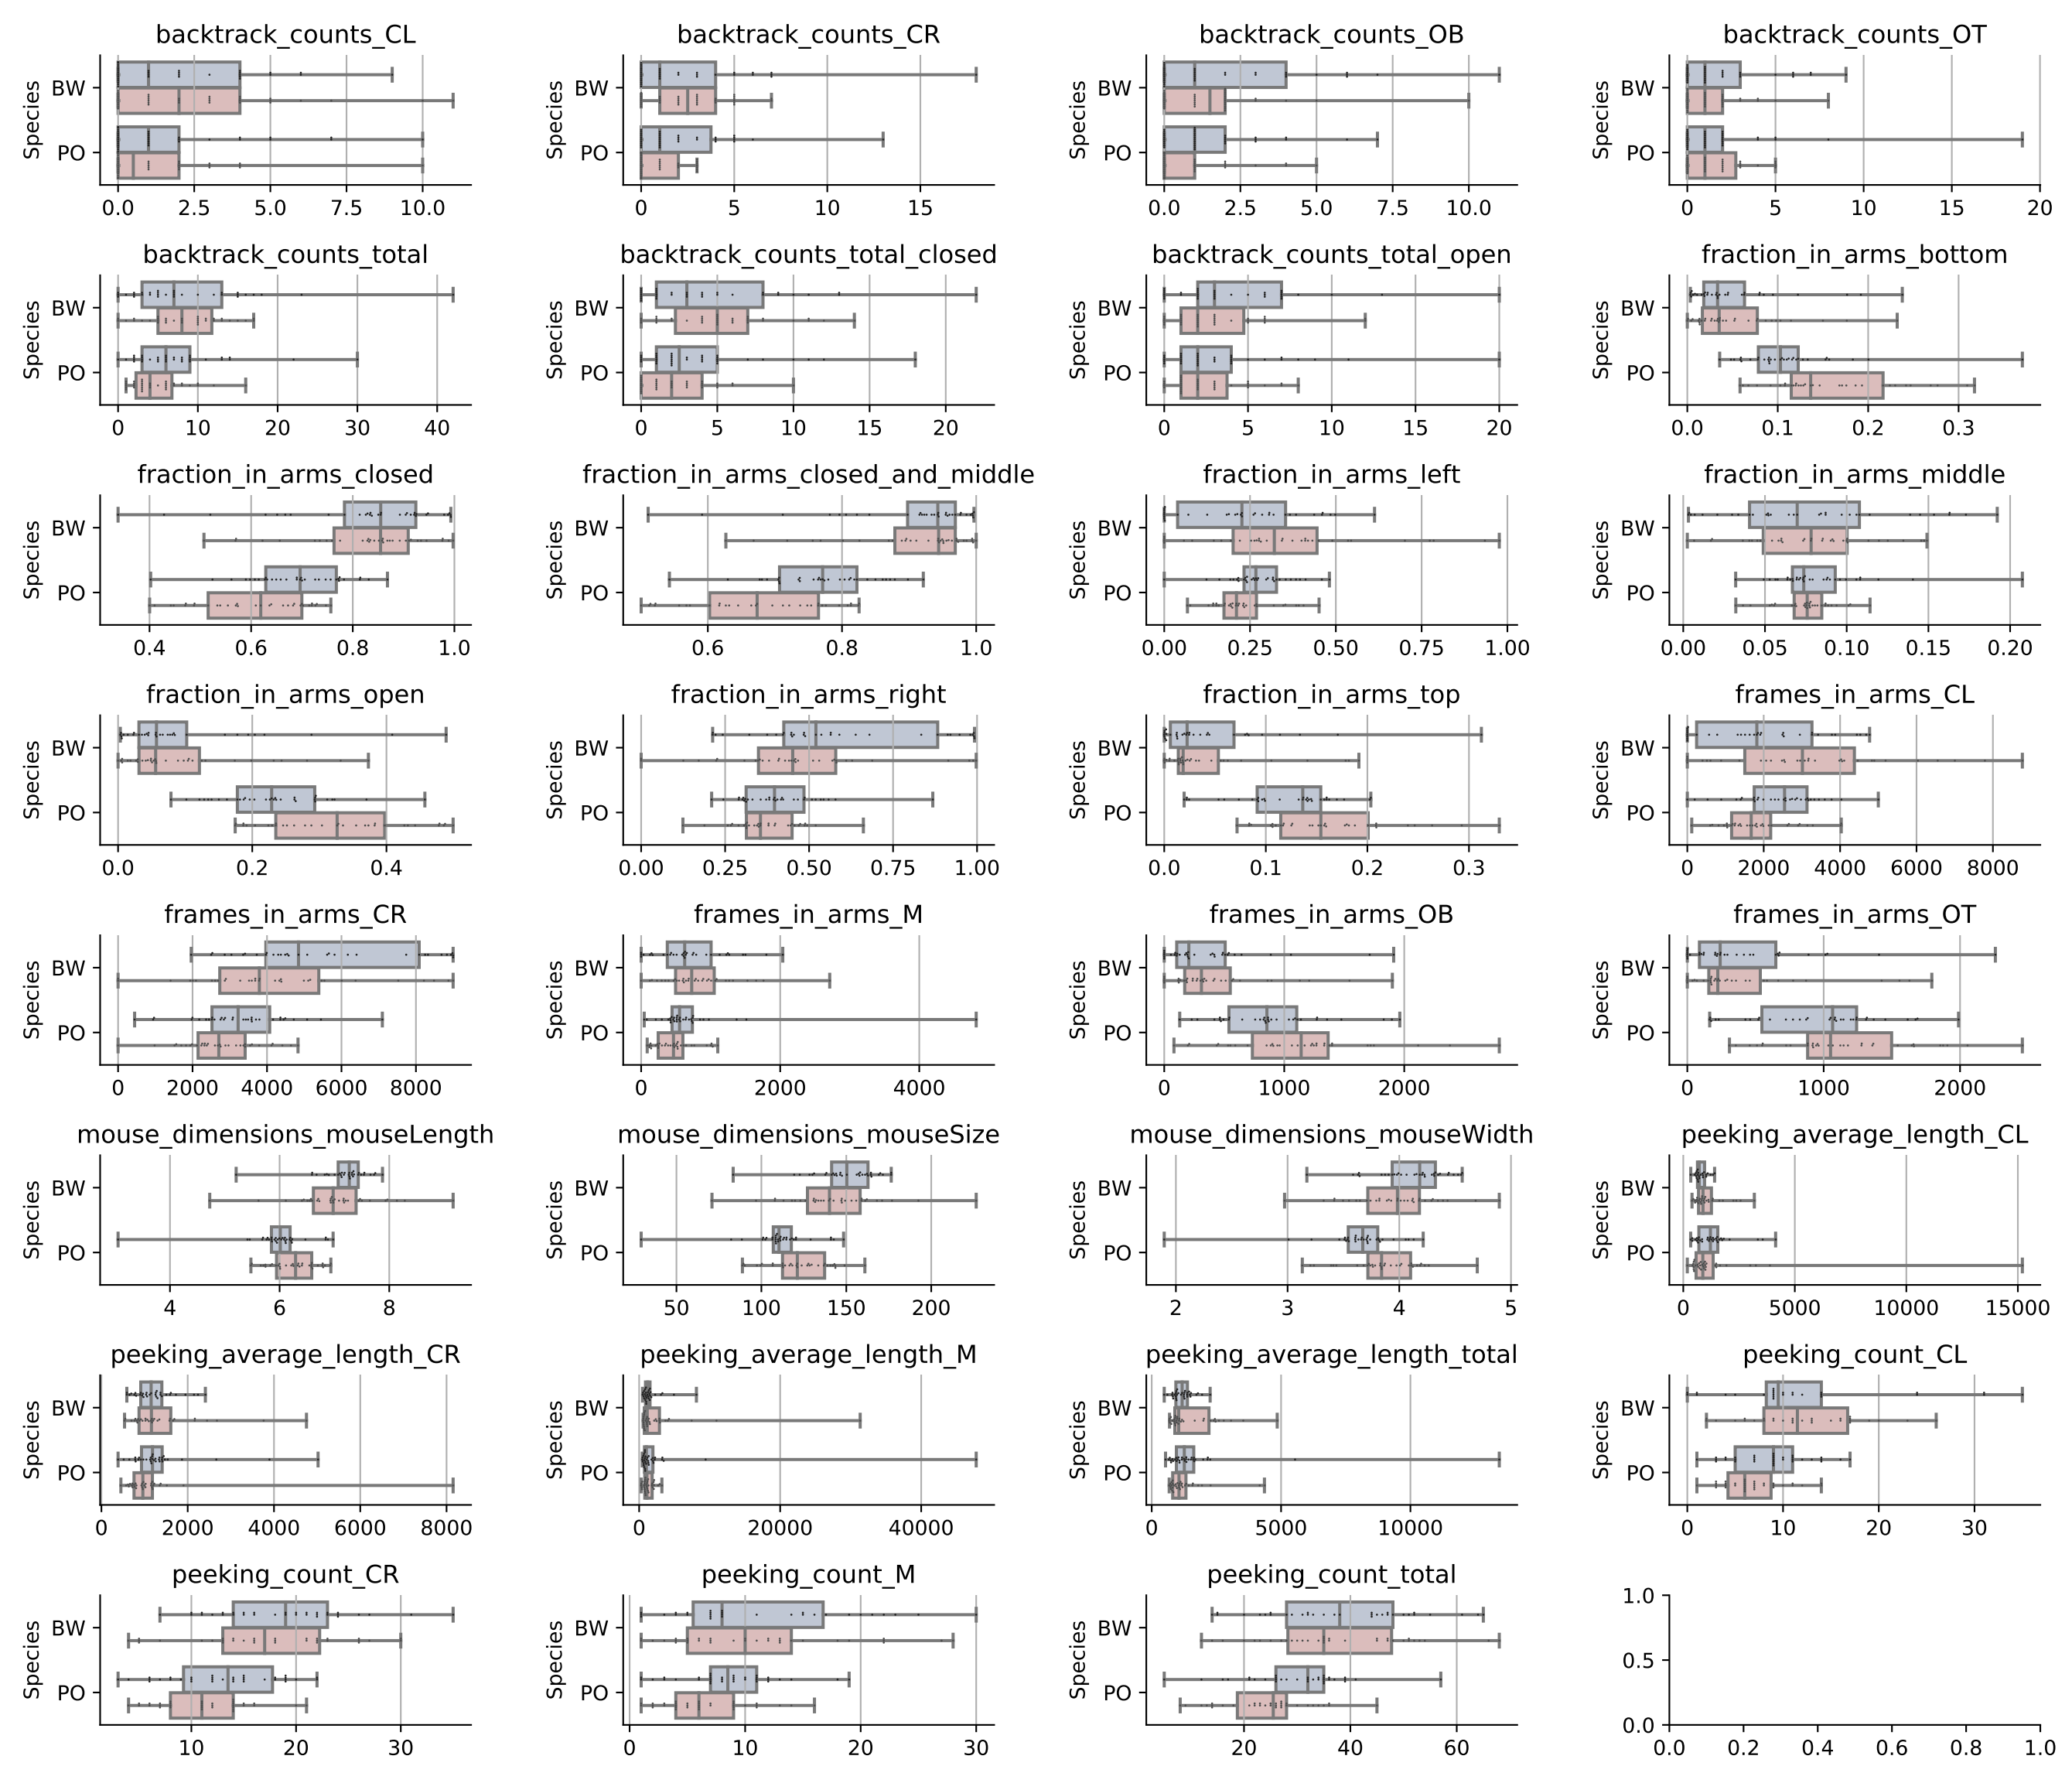 backtrack_counts_CL backtrack_counts_CR backtrack_counts_OB backtrack_counts_OT
Species BW PO Species BW PO Species BW PO Species BW PO
0.0 2.5 5.0 7.5 10.0 0 5 10 15 0.0 2.5 5.0 7.5 10.0 0 5 10 15 20
backtrack_counts_total backtrack_counts_total_closed backtrack_counts_total_open fraction_in_arms_bottom
Species BW PO Species BW PO Species BW PO Species BW PO
0 10 20 30 40 0 5 10 15 20 0 5 10 15 20 0.0 0.1 0.2 0.3
fraction_in_arms_closed fraction_in_arms_closed_and_middle fraction_in_arms_left fraction_in_arms_middle
Species BW PO Species BW PO Species BW PO Species BW PO
0.4 0.6 0.8 1.0 0.6 0.8 1.0 0.00 0.25 0.50 0.75 1.00 0.00 0.05 0.10 0.15 0.20
fraction_in_arms_open fraction_in_arms_right fraction_in_arms_top frames_in_arms_CL
Species BW PO Species BW PO Species BW PO Species BW PO
0.0 0.2 0.4 0.00 0.25 0.50 0.75 1.00 0.0 0.1 0.2 0.3 0 2000 4000 6000 8000
frames_in_arms_CR frames_in_arms_M frames_in_arms_OB frames_in_arms_OT
Species BW PO Species BW PO Species BW PO Species BW PO
0 2000 4000 6000 8000 0 2000 4000 0 1000 2000 0 1000 2000
mouse_dimensions_mouseLength mouse_dimensions_mouseSize mouse_dimensions_mouseWidth peeking_average_length_CL
Species BW PO Species BW PO Species BW PO Species BW PO
4 6 8 50 100 150 200 2 3 4 5 0 5000 10000 15000
peeking_average_length_CR peeking_average_length_M peeking_average_length_total peeking_count_CL
Species BW PO Species BW PO Species BW PO Species BW PO
0 2000 4000 6000 8000 0 20000 40000 0 5000 10000 0 10 20 30
peeking_count_CR peeking_count_M peeking_count_total
Species BW PO Species BW PO Species BW PO 1.0 0.5 0.0
10 20 30 0 10 20 30 20 40 60 0.0 0.2 0.4 0.6 0.8 1.0